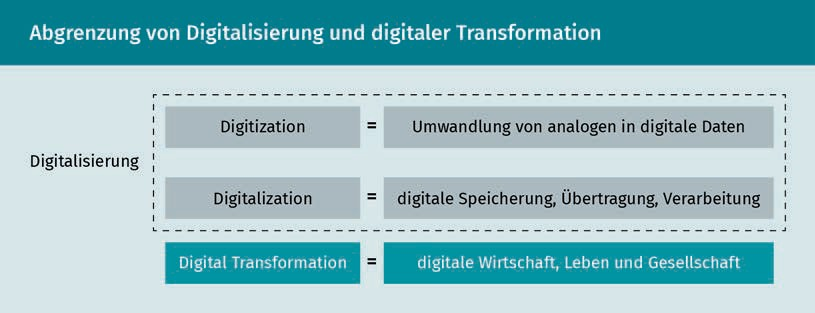 Abgrenzung von Digitalisierung und digitaler Transformation
Digitization = Umwandlung von analogen in digitale Daten
Digitalisierung
Digitalization = digitale Speicherung, Übertragung, Verarbeitung
Digital Transformation = digitale Wirtschaft, Leben und Gesellschaft